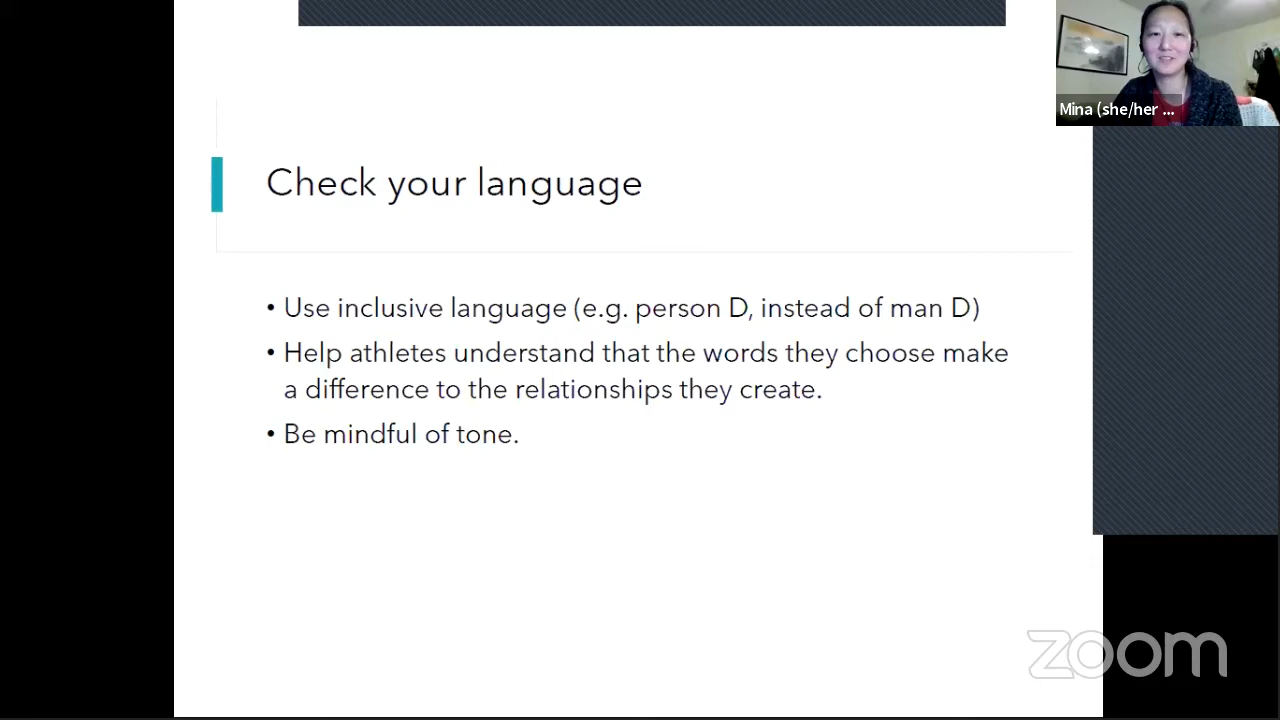 Mina (she/her ...
Check your language
• Use inclusive language (e.g. person D, instead of man D)
• Help athletes understand that the words they choose make
a difference to the relationships they create.
• Be mindful of tone.
zoom